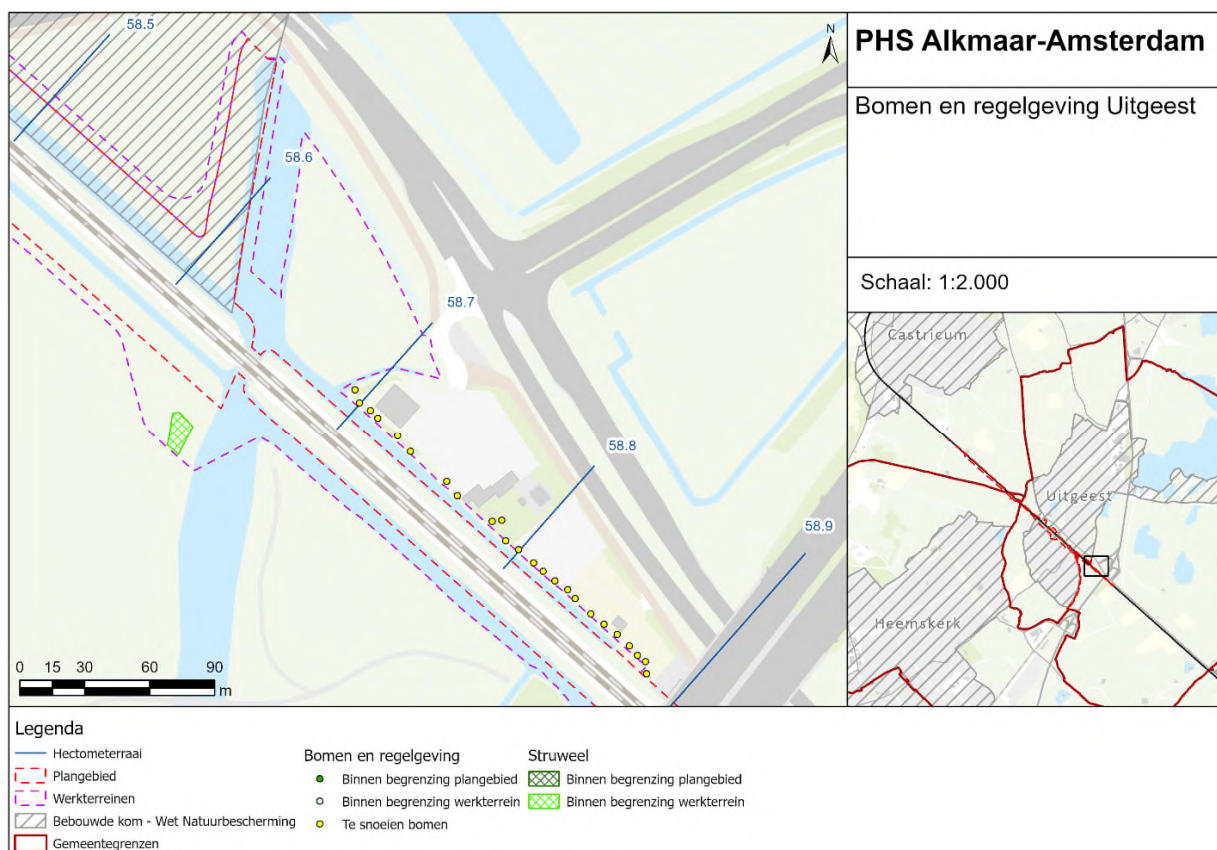 PHS Alkmaar-Amsterdam
Bomen en regelgeving Uitgeest
Schaal: 1:2.000
N
58.5
58.6
58.7
58.8
58.9
0 15 30 60 90
m
Castricum
Uitgeest
Heemskerk
Legenda
Hectometerraai
Plangebied
Werkterreinen
Bebouwde kom - Wet Natuurbescherming
Gemeentegrenzen
Bomen en regelgeving
Binnen begrenzing plangebied
Binnen begrenzing werkterrein
Te snoeien bomen
Struweel
Binnen begrenzing plangebied
Binnen begrenzing werkterrein